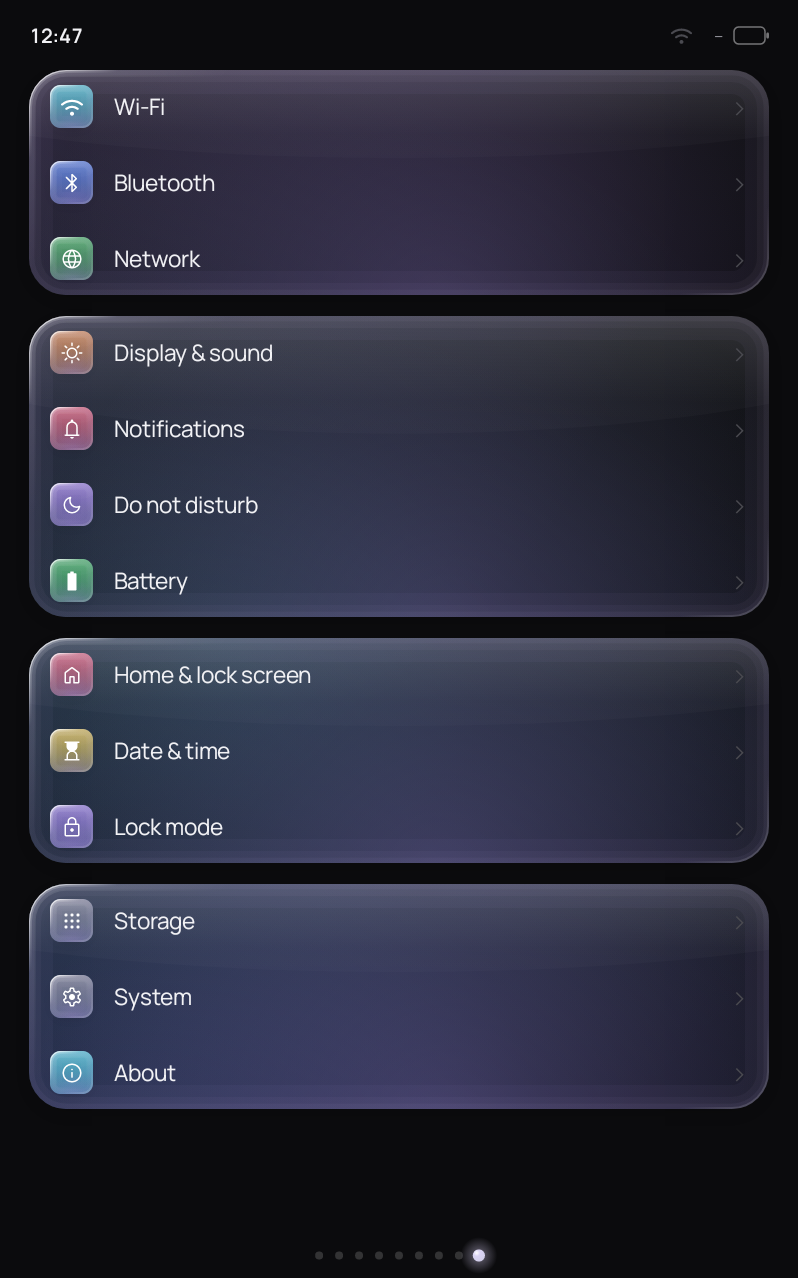 12:47
–
Wi-Fi
Bluetooth
Network
Display & sound
Notifications
Do not disturb
Battery
Home & lock screen
Date & time
Lock mode
Storage
System
About